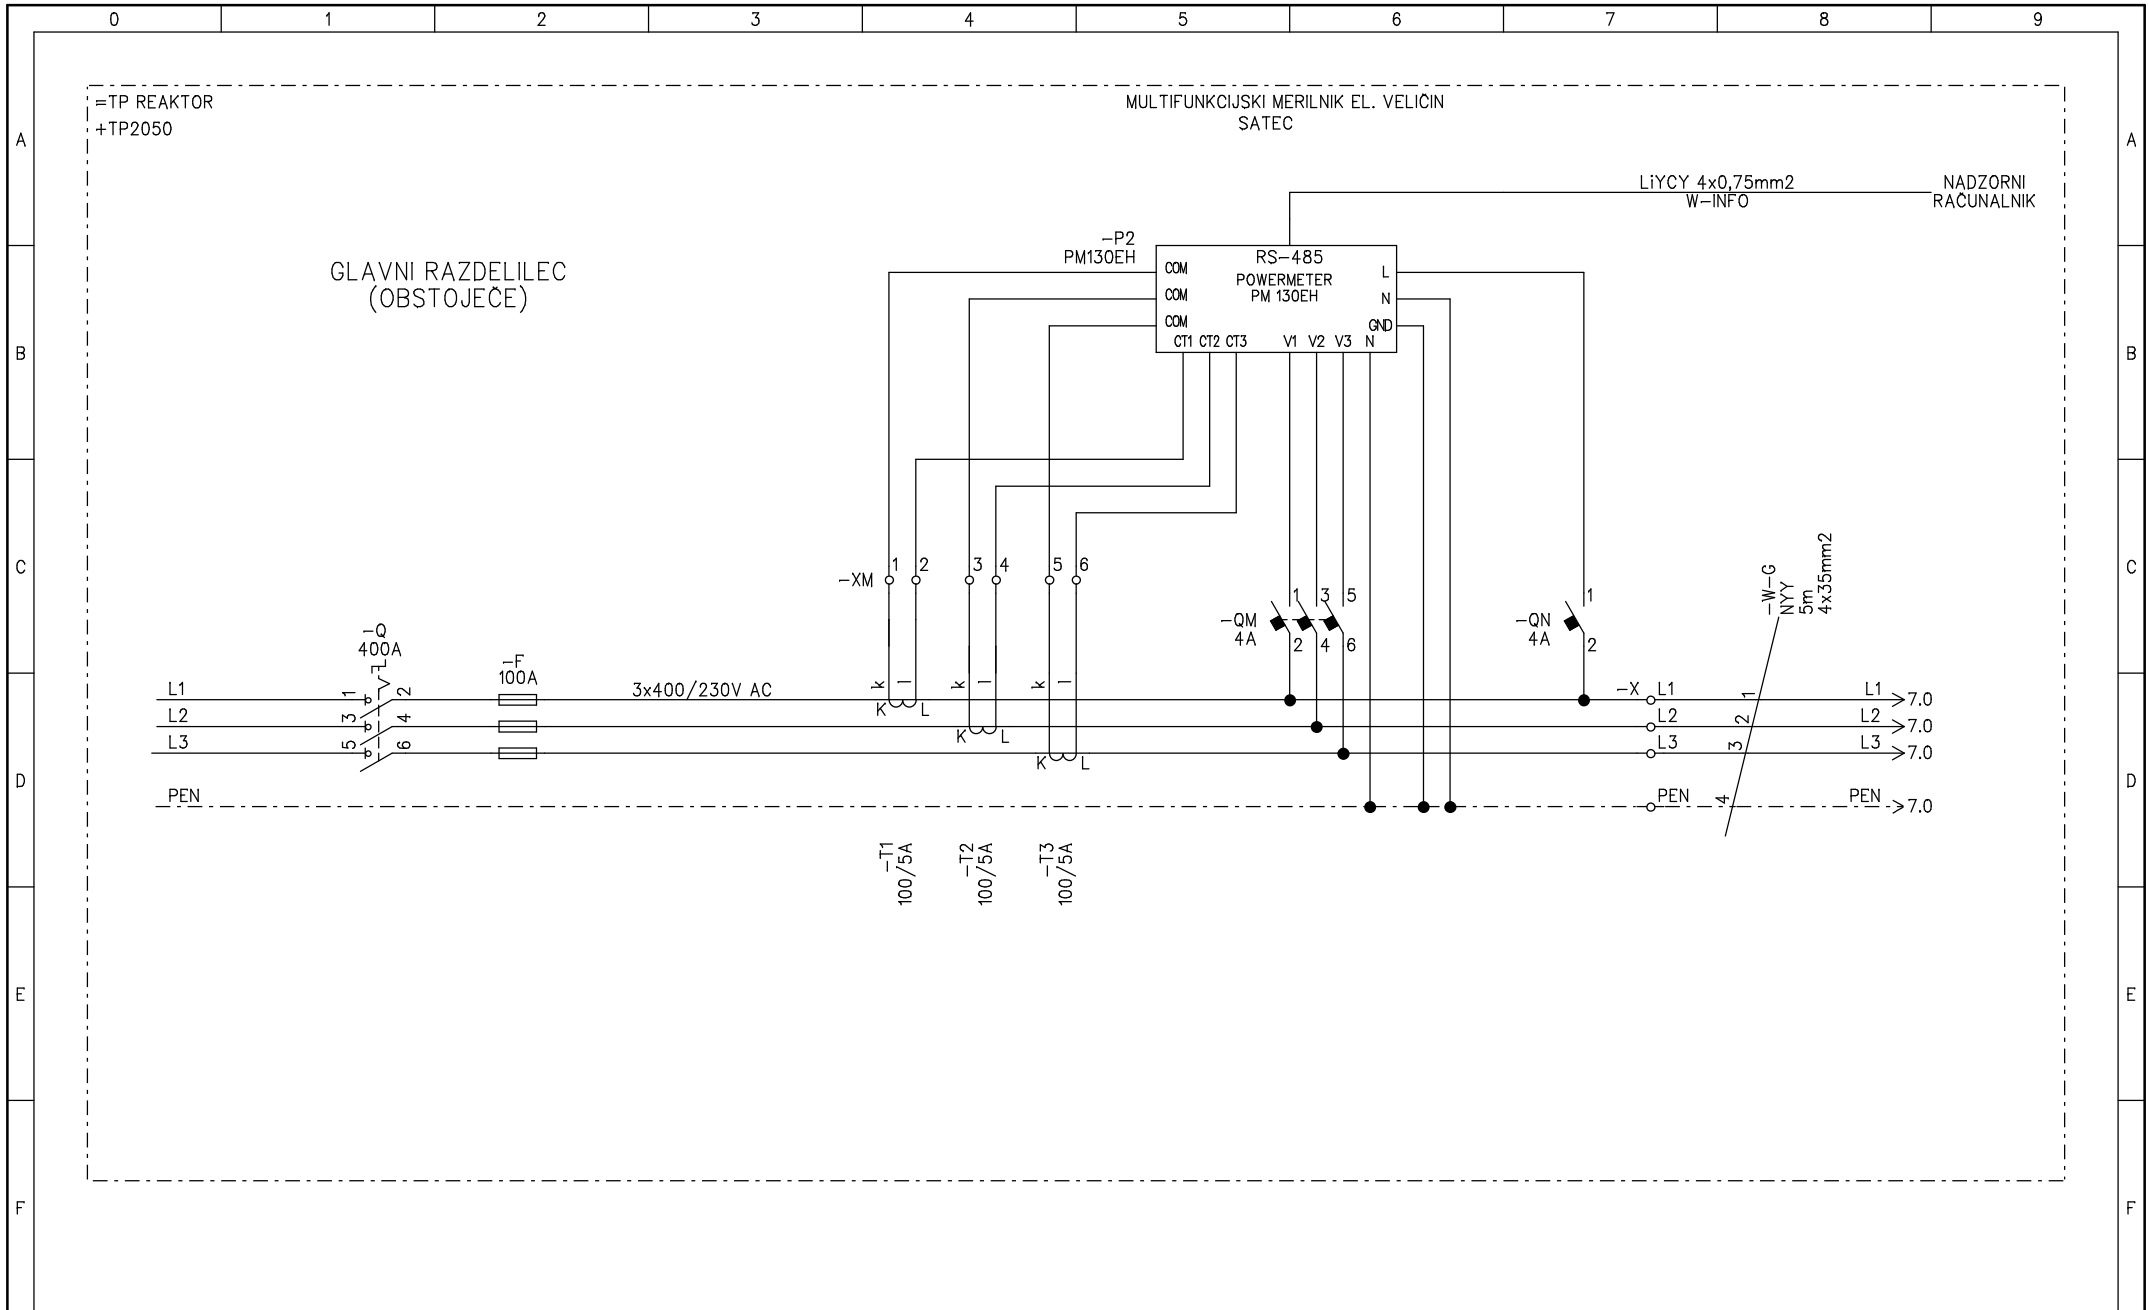 0 1 2 3 4 5 6 7 8 9
A A
B B
C C
D D
E E
F F
=TP REAKTOR
+TP2050
MULTIFUNKCIJSKI MERILNIK EL. VELIČIN
SATEC
LiYCY 4x0,75mm2
W-INFO
NADZORNI
RAČUNALNIK
GLAVNI RAZDELILEC
(OBSTOJEČE)
-P2
PM130EH
RS-485
POWERMETER
PM 130EH
COM
COM
COM
L
N
GND
CT1 CT2 CT3 V1 V2 V3 N
-XM 1 2 3 4 5 6
-QM
4A
1 3 5
2 4 6
-QN
4A
1
2
-W-G
NYY
5m
4x35mm2
-Q
400A
-F
100A
3x400/230V AC
L1 1 2
L2 3 4
L3 5 6
PEN
k l k l k l
K L
K L
K L
-X L1 1 L1 7.0
L2 2 L2 7.0
L3 3 L3 7.0
PEN 4 PEN 7.0
-T1
100/5A
-T2
100/5A
-T3
100/5A